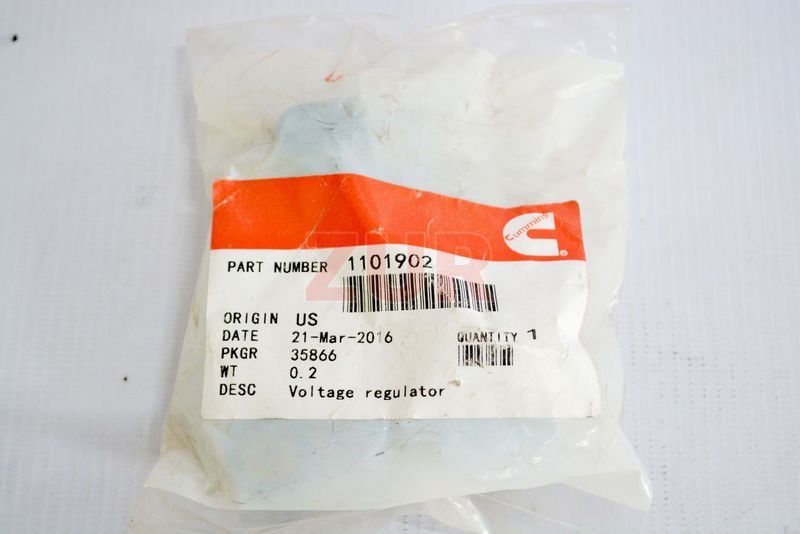 Cummins
®
PART NUMBER 1101902
ZUR
ORIGIN US
DATE 21-Mar-2016 QUANTITY 1
PKGR 35866
WT 0.2
DESC Voltage regulator